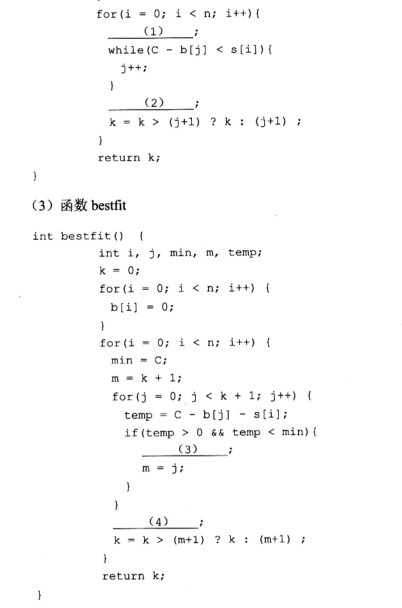 for(i = 0; i < n; i++){
(1) ;
while(C - b[j] < s[i]){
j++;
}
(2) ;
k = k > (j+1) ? k : (j+1) ;
}
return k;
}
(3) 函数 bestfit
int bestfit() {
int i, j, min, m, temp;
k = 0;
for(i = 0; i < n; i++) {
b[i] = 0;
}
for(i = 0; i < n; i++) {
min = C;
m = k + 1;
for(j = 0; j < k + 1; j++) {
temp = C - b[j] - s[i];
if(temp > 0 && temp < min){
(3) ;
m = j;
}
}
(4) ;
k = k > (m+1) ? k : (m+1) ;
}
return k;
}